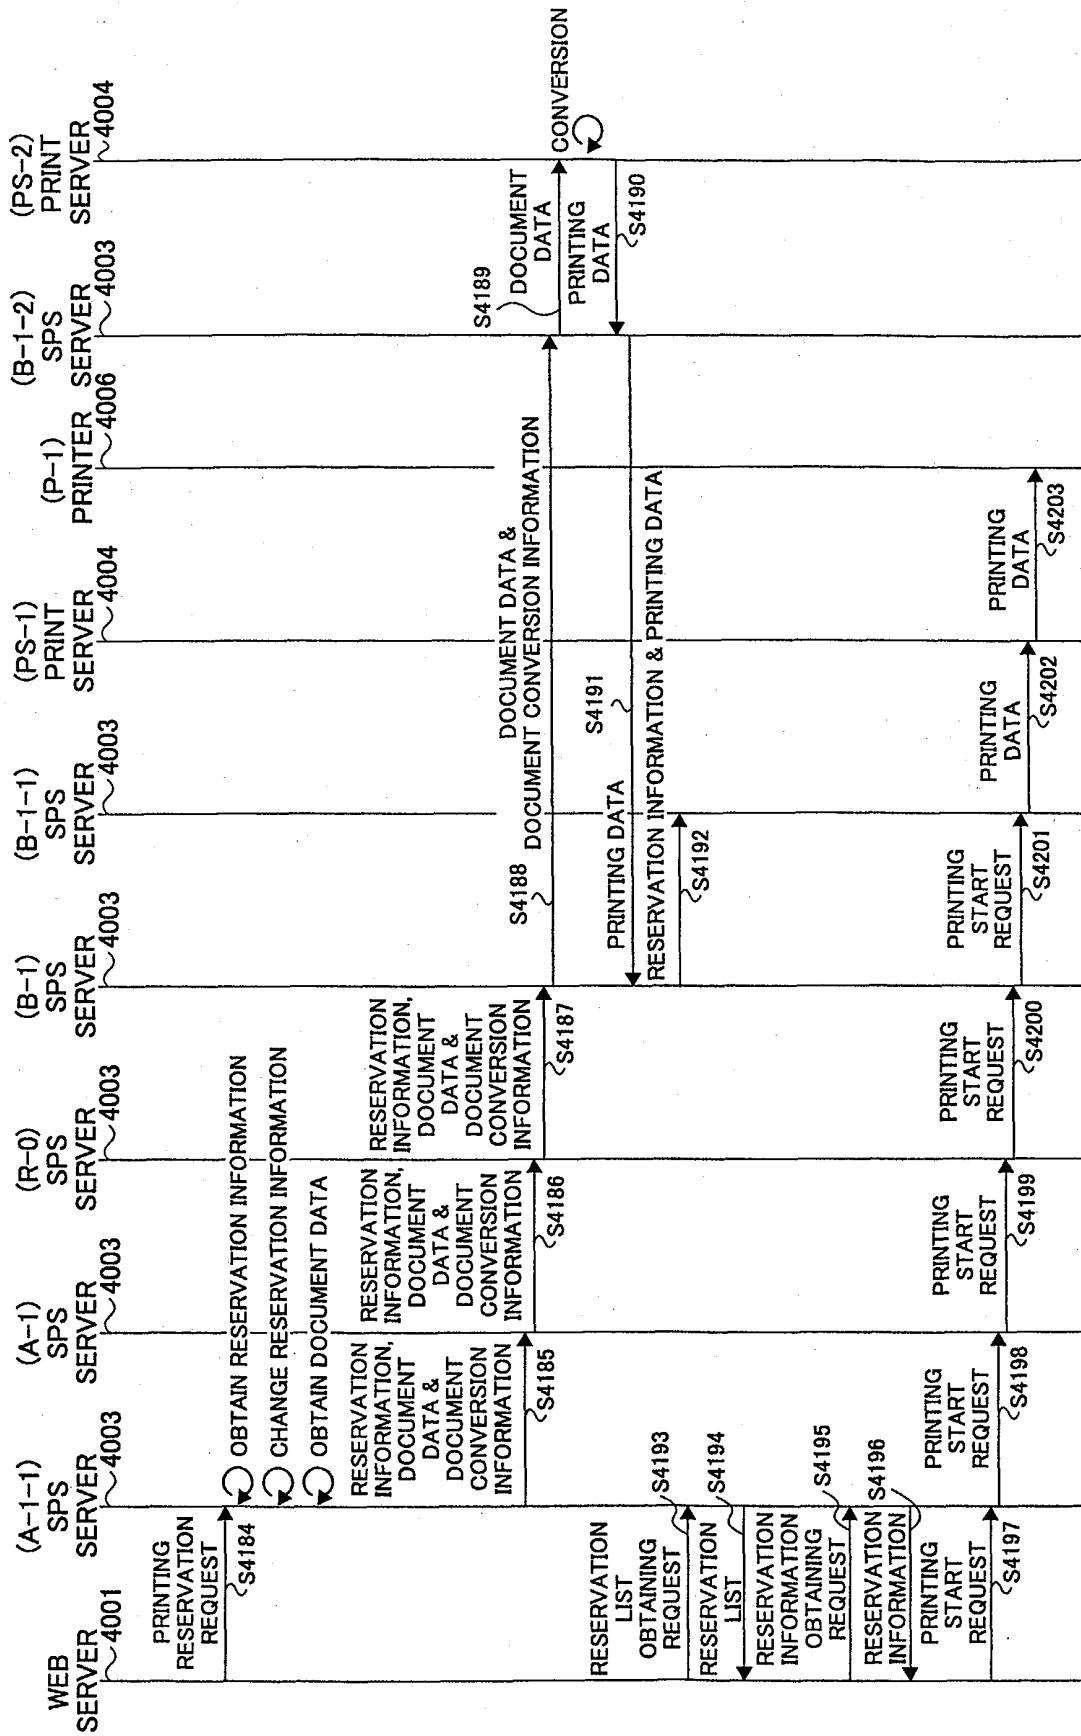 WEB
SERVER
4001
(A-1-1)
SPS
SERVER
4003
(A-1)
SPS
SERVER
4003
(R-0)
SPS
SERVER
4003
(B-1)
SPS
SERVER
4003
(B-1-1)
SPS
SERVER
4003
(PS-1)
PRINT
SERVER
4004
(P-1)
PRINTER
4006
(B-1-2)
SPS
SERVER
4003
(PS-2)
PRINT
SERVER
4004
PRINTING
RESERVATION
REQUEST
S4184
OBTAIN RESERVATION INFORMATION
CHANGE RESERVATION INFORMATION
OBTAIN DOCUMENT DATA
RESERVATION
INFORMATION,
DOCUMENT
DATA &
DOCUMENT
CONVERSION
INFORMATION
S4185
RESERVATION
INFORMATION,
DOCUMENT
DATA &
DOCUMENT
CONVERSION
INFORMATION
S4186
RESERVATION
INFORMATION,
DOCUMENT
DATA &
DOCUMENT
CONVERSION
INFORMATION
S4187
DOCUMENT DATA &
DOCUMENT CONVERSION INFORMATION
S4188
S4189
DOCUMENT
DATA
CONVERSION
PRINTING
DATA
S4190
PRINTING DATA
S4191
RESERVATION INFORMATION & PRINTING DATA
S4192
RESERVATION
LIST
OBTAINING
REQUEST
S4193
RESERVATION
LIST
S4194
RESERVATION
INFORMATION
OBTAINING
REQUEST
S4195
RESERVATION
INFORMATION
S4196
PRINTING
START
REQUEST
S4197
PRINTING
START
REQUEST
S4198
PRINTING
START
REQUEST
S4199
PRINTING
START
REQUEST
S4200
PRINTING
START
REQUEST
S4201
PRINTING
DATA
S4202
PRINTING
DATA
S4203